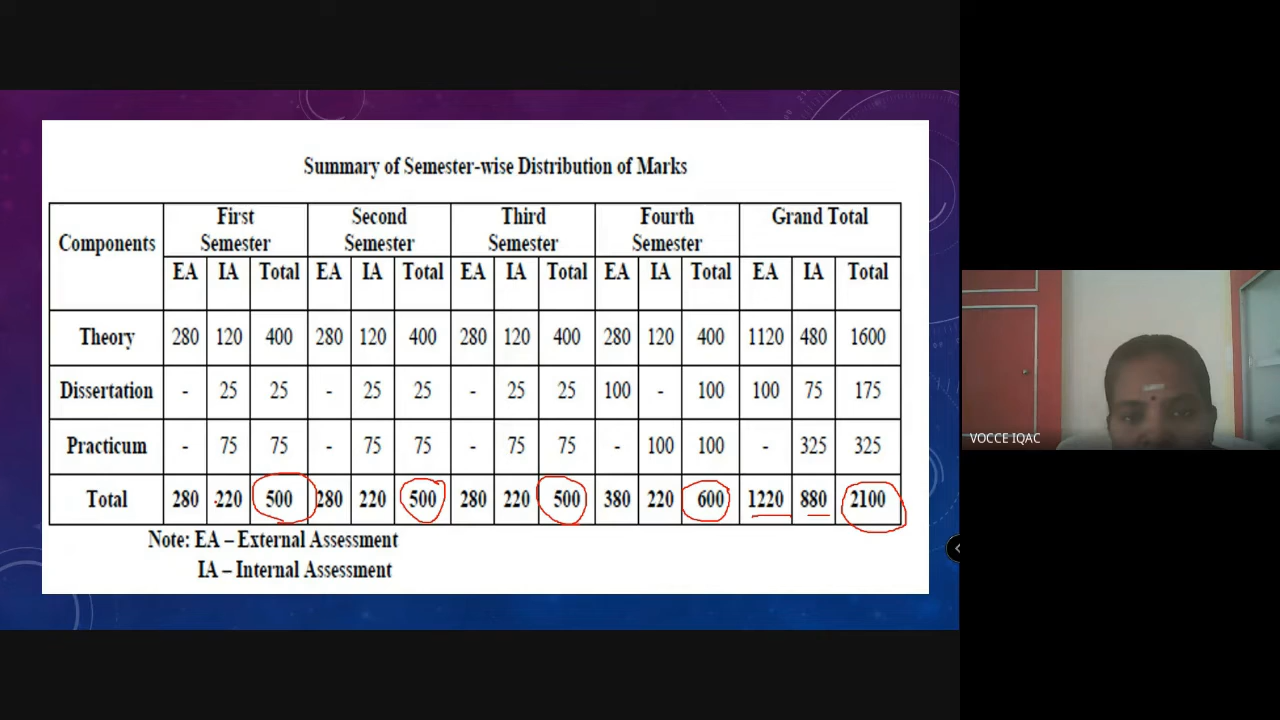 Summary of Semester-wise Distribution of Marks
Components First Semester Second Semester Third Semester Fourth Semester Grand Total
EA IA Total EA IA Total EA IA Total EA IA Total EA IA Total
Theory 280 120 400 280 120 400 280 120 400 280 120 400 1120 480 1600
Dissertation - 25 25 - 25 25 - 25 25 100 - 100 100 75 175
Practicum - 75 75 - 75 75 - 75 75 - 100 100 - 325 325
Total 280 220 500 280 220 500 280 220 500 380 220 600 1220 880 2100
Note: EA – External Assessment
IA – Internal Assessment
VOCCE IQAC